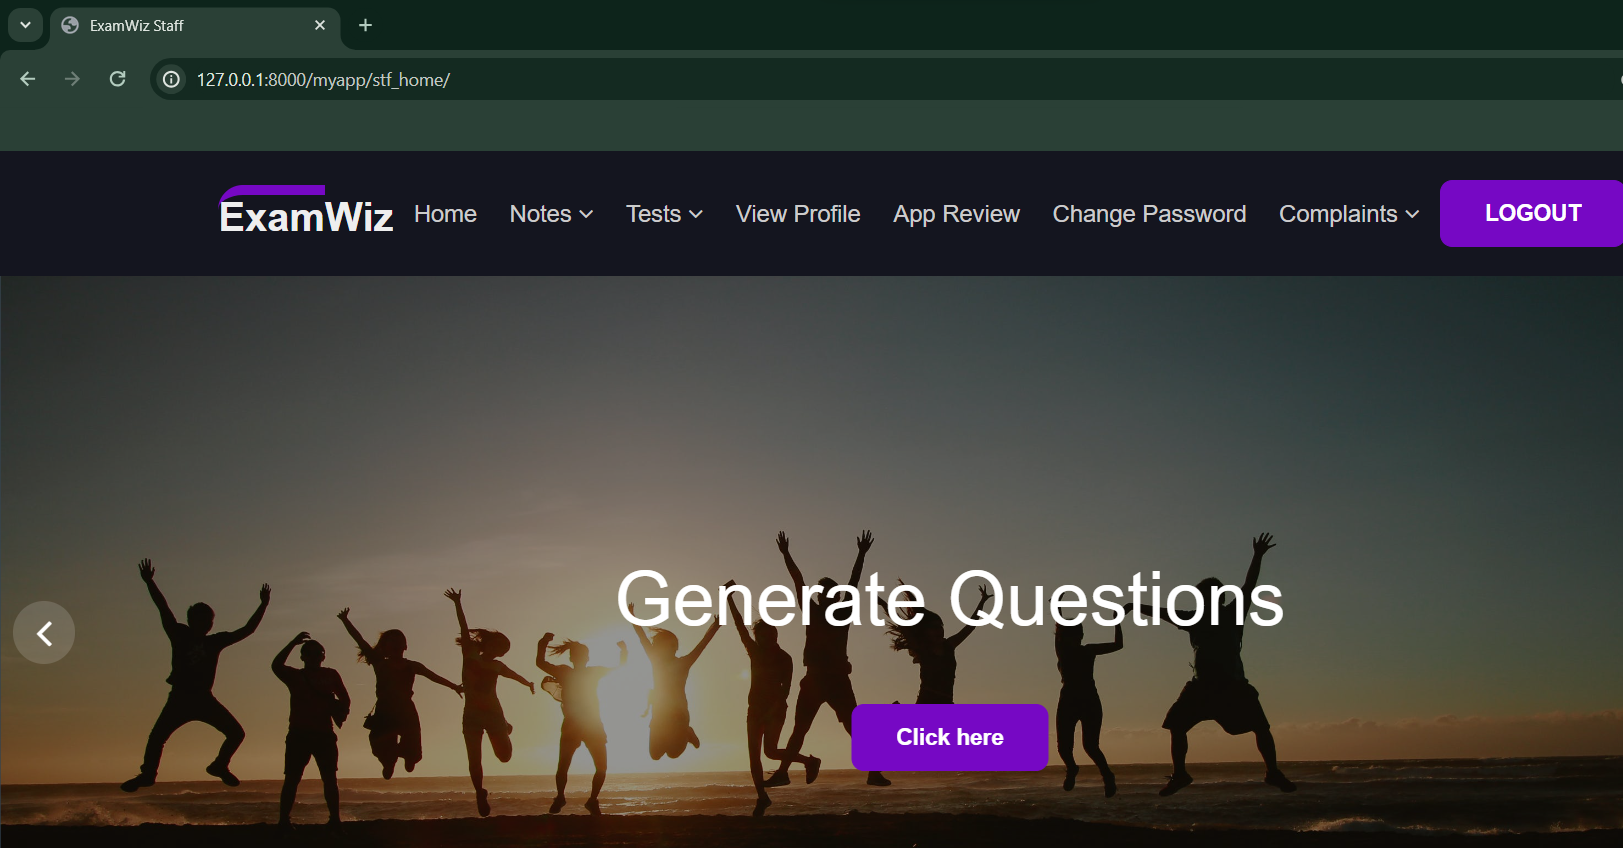 ExamWiz Staff
127.0.0.1:8000/myapp/stf_home/
ExamWiz Home Notes Tests View Profile App Review Change Password Complaints LOGOUT
Generate Questions
Click here